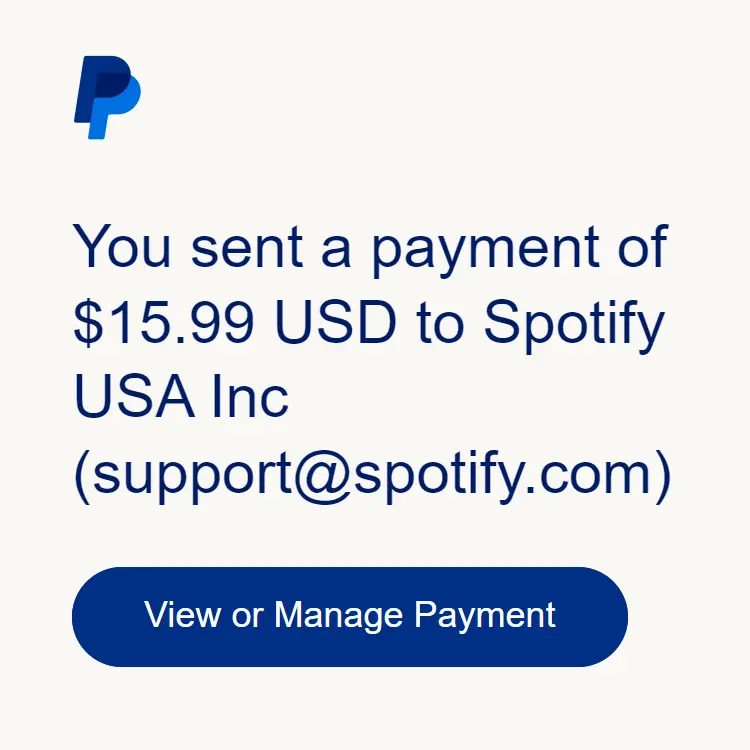 You sent a payment of
$15.99 USD to Spotify
USA Inc
(support@spotify.com)
View or Manage Payment